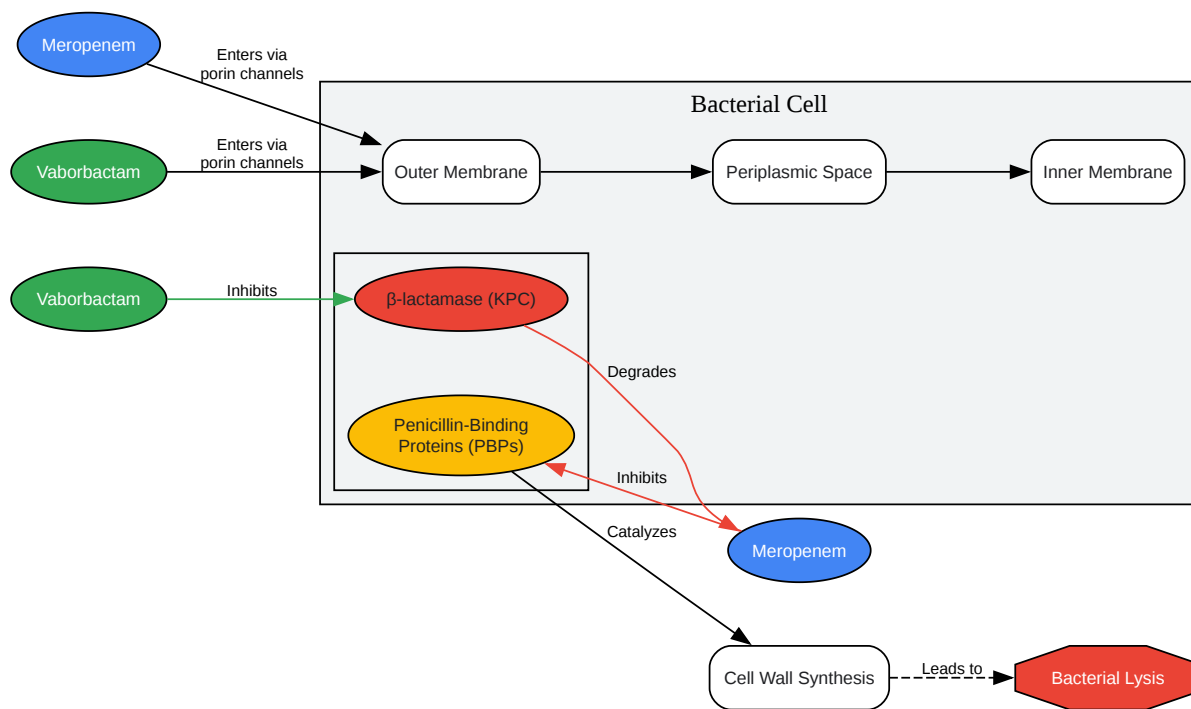 Meropenem
Enters via
porin channels
Bacterial Cell
Vaborbactam
Enters via
porin channels
Outer Membrane
Periplasmic Space
Inner Membrane
Vaborbactam
Inhibits
β-lactamase (KPC)
Degrades
Penicillin-Binding
Proteins (PBPs)
Inhibits
Catalyzes
Meropenem
Cell Wall Synthesis
Leads to
Bacterial Lysis